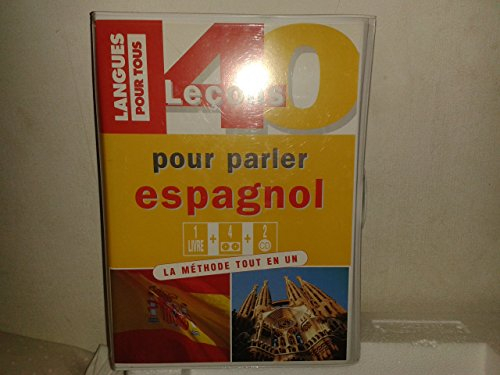 LANGUES
POUR TOUS
40
Leçons
pour parler
espagnol
1 + 4 + 2
LIVRE CD
LA MÉTHODE TOUT EN UN